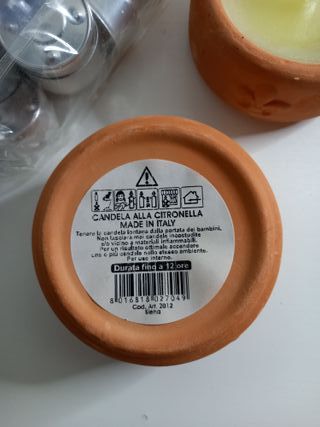 CANDELA ALLA CITRONELLA
MADE IN ITALY
Tenere la candela lontana dalla portata dei bambini.
Non lasciare mai candele incustodite
e/o vicino a materiali infiammabili.
Per un risultato ottimale accendere
una o più candele nello stesso ambiente.
Per uso interno.
Durata fino a 12 ore
8016818027049
Cod. Art. 2012
Siena